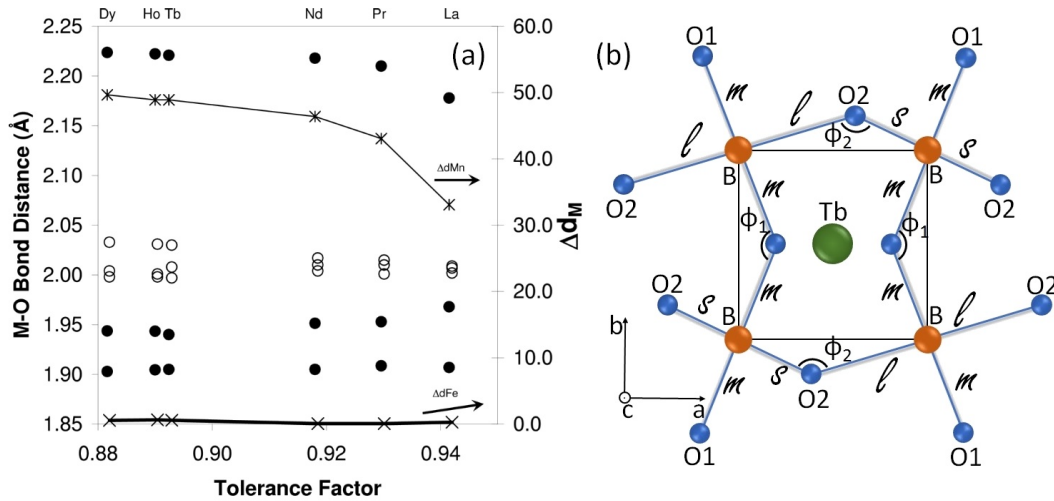 Dy Ho Tb Nd Pr La
2.25
2.20
2.15
2.10
2.05
2.00
1.95
1.90
1.85
M-O Bond Distance (Å)
(a)
ΔdMn
ΔdFe
60.0
50.0
40.0
30.0
20.0
10.0
0.0
Δd_M
0.88 0.90 0.92 0.94
Tolerance Factor
(b)
O1 O1
m O2 m
l l s s
ϕ₂
O2 B B O2
m m
Tb
ϕ₁ ϕ₁
m m
O2 O2
s B B l
b ϕ₂
s l
m O2 m
c a
O1 O1